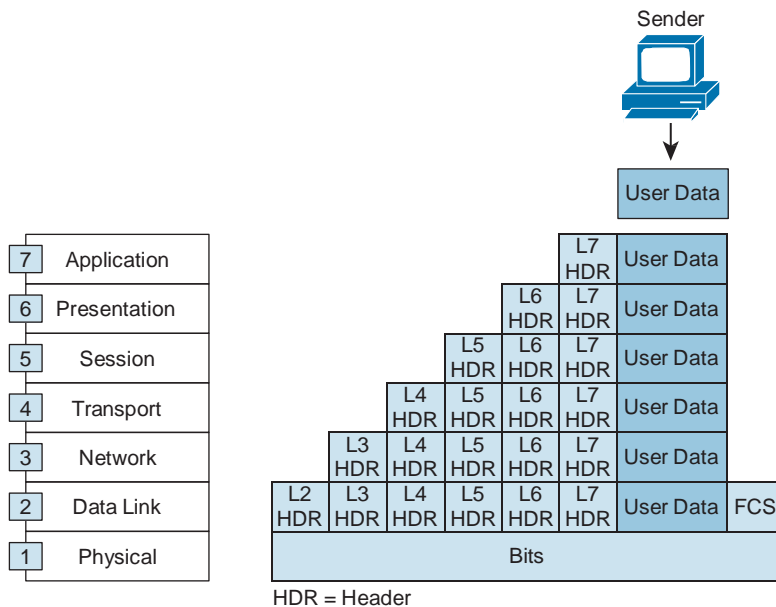 Sender
User Data
7 Application
L7 HDR User Data
6 Presentation
L6 HDR L7 HDR User Data
5 Session
L5 HDR L6 HDR L7 HDR User Data
4 Transport
L4 HDR L5 HDR L6 HDR L7 HDR User Data
3 Network
L3 HDR L4 HDR L5 HDR L6 HDR L7 HDR User Data
2 Data Link
L2 HDR L3 HDR L4 HDR L5 HDR L6 HDR L7 HDR User Data FCS
1 Physical
Bits
HDR = Header